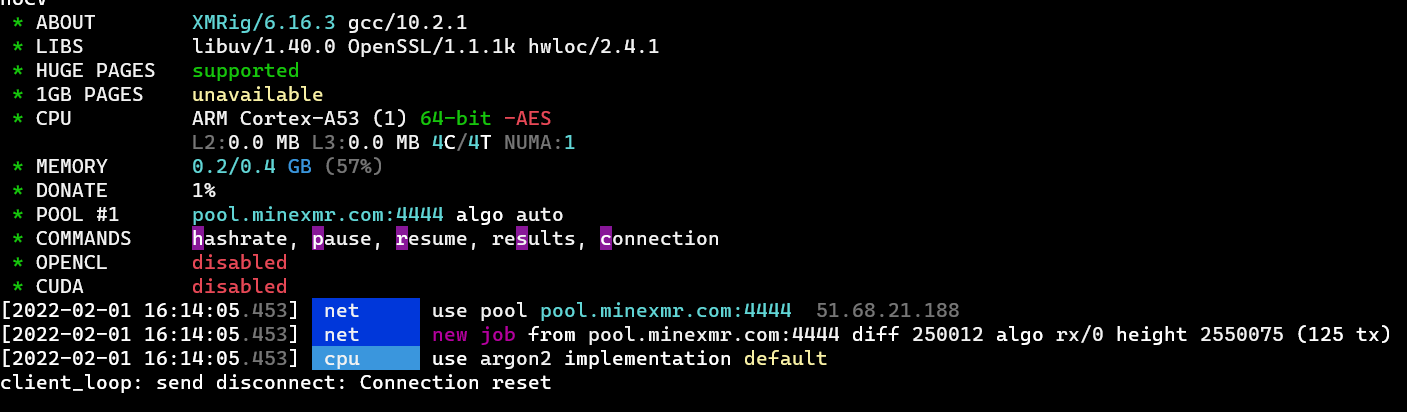 * ABOUT XMRig/6.16.3 gcc/10.2.1
* LIBS libuv/1.40.0 OpenSSL/1.1.1k hwloc/2.4.1
* HUGE PAGES supported
* 1GB PAGES unavailable
* CPU ARM Cortex-A53 (1) 64-bit -AES
L2:0.0 MB L3:0.0 MB 4C/4T NUMA:1
* MEMORY 0.2/0.4 GB (57%)
* DONATE 1%
* POOL #1 pool.minexmr.com:4444 algo auto
* COMMANDS hashrate, pause, resume, results, connection
* OPENCL disabled
* CUDA disabled
[2022-02-01 16:14:05.453] net use pool pool.minexmr.com:4444 51.68.21.188
[2022-02-01 16:14:05.453] net new job from pool.minexmr.com:4444 diff 250012 algo rx/0 height 2550075 (125 tx)
[2022-02-01 16:14:05.453] cpu use argon2 implementation default
client_loop: send disconnect: Connection reset